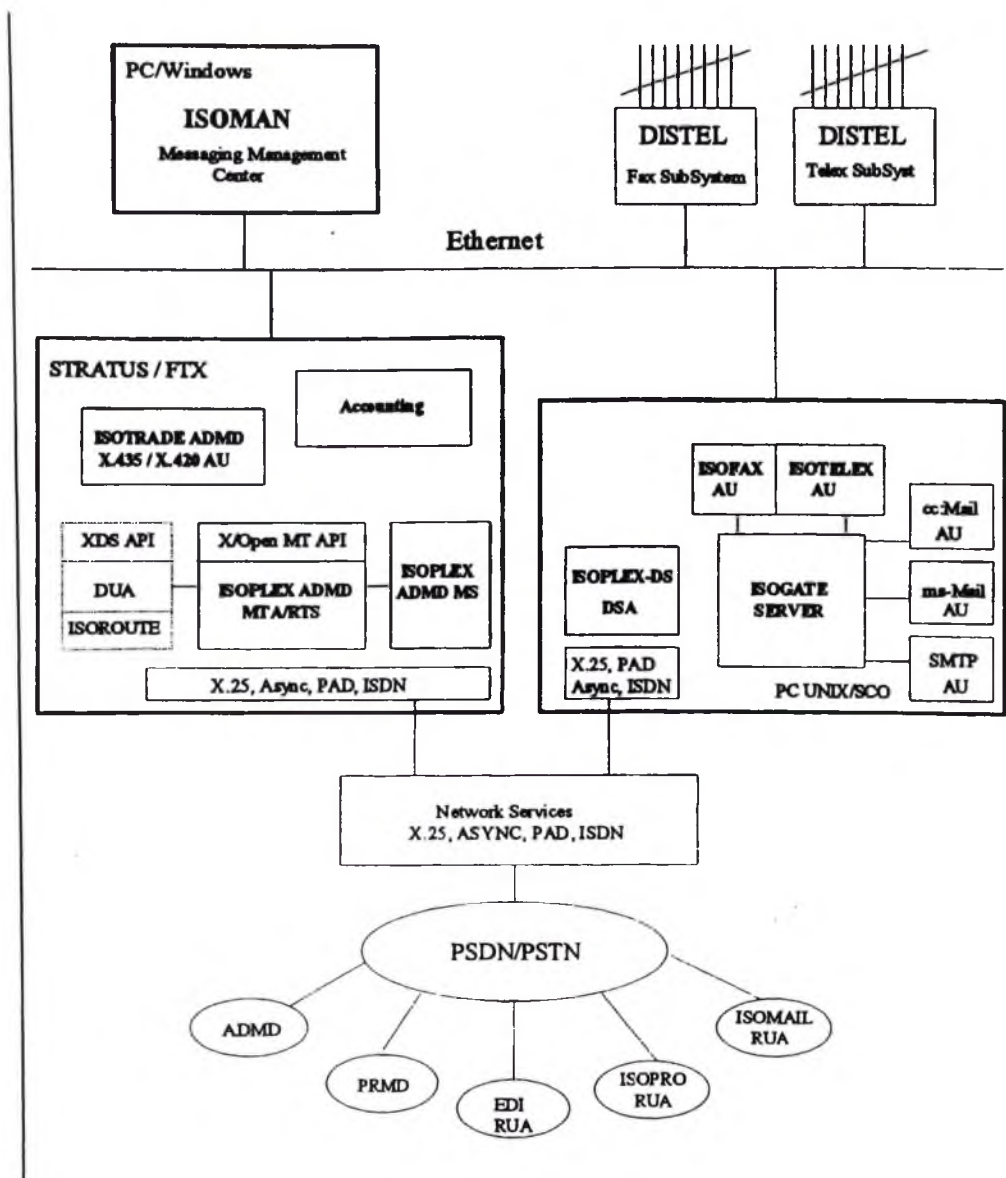 PC/Windows
ISOMAN
Messaging Management
Center
DISTEL
Fax SubSystem
DISTEL
Telex SubSyst
Ethernet
STRATUS / FTX
Accounting
ISOTRADE ADMD
X.435 / X.420 AU
XDS API
DUA
ISOROUTE
X/Open MT API
ISOPLEX ADMD
MTA/RTS
ISOPLEX
ADMD MS
X.25, Async, PAD, ISDN
ISOFAX
AU
ISOTELEX
AU
cc:Mail
AU
ISOPLEX-DS
DSA
ISOGATE
SERVER
ms-Mail
AU
X.25, PAD
Async, ISDN
SMTP
AU
PC UNIX/SCO
Network Services
X.25, ASYNC, PAD, ISDN
PSDN/PSTN
ADMD
PRMD
EDI
RUA
ISOPRO
RUA
ISOMAIL
RUA